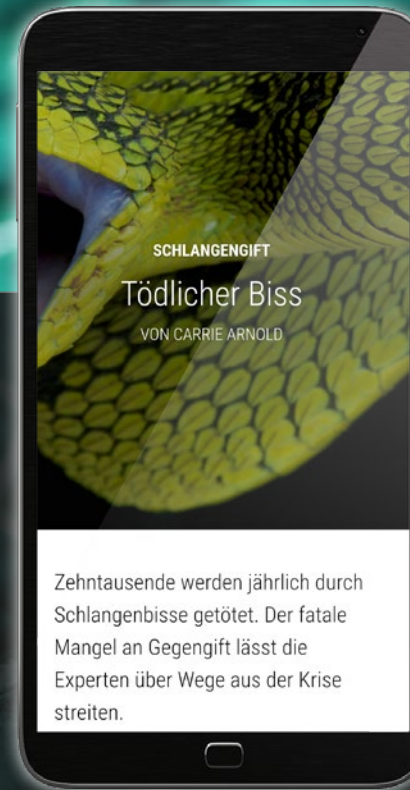 SCHLANGENGIFT
Tödlicher Biss
VON CARRIE ARNOLD
Zehntausende werden jährlich durch
Schlangenbisse getötet. Der fatale
Mangel an Gegengift lässt die
Experten über Wege aus der Krise
streiten.